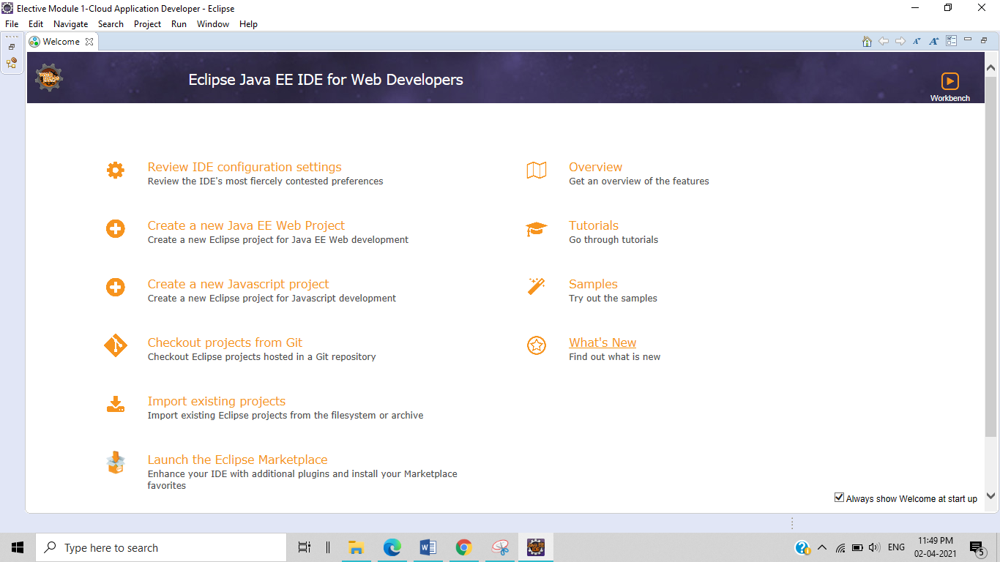 Elective Module 1-Cloud Application Developer - Eclipse
File Edit Navigate Search Project Run Window Help
Welcome
Eclipse Java EE IDE for Web Developers
Workbench
Review IDE configuration settings
Review the IDE's most fiercely contested preferences
Create a new Java EE Web Project
Create a new Eclipse project for Java EE Web development
Create a new Javascript project
Create a new Eclipse project for Javascript development
Checkout projects from Git
Checkout Eclipse projects hosted in a Git repository
Import existing projects
Import existing Eclipse projects from the filesystem or archive
Launch the Eclipse Marketplace
Enhance your IDE with additional plugins and install your Marketplace
favorites
Overview
Get an overview of the features
Tutorials
Go through tutorials
Samples
Try out the samples
What's New
Find out what is new
Always show Welcome at start up
Type here to search
JAVA EE
IDE
ENG
11:49 PM
02-04-2021
5